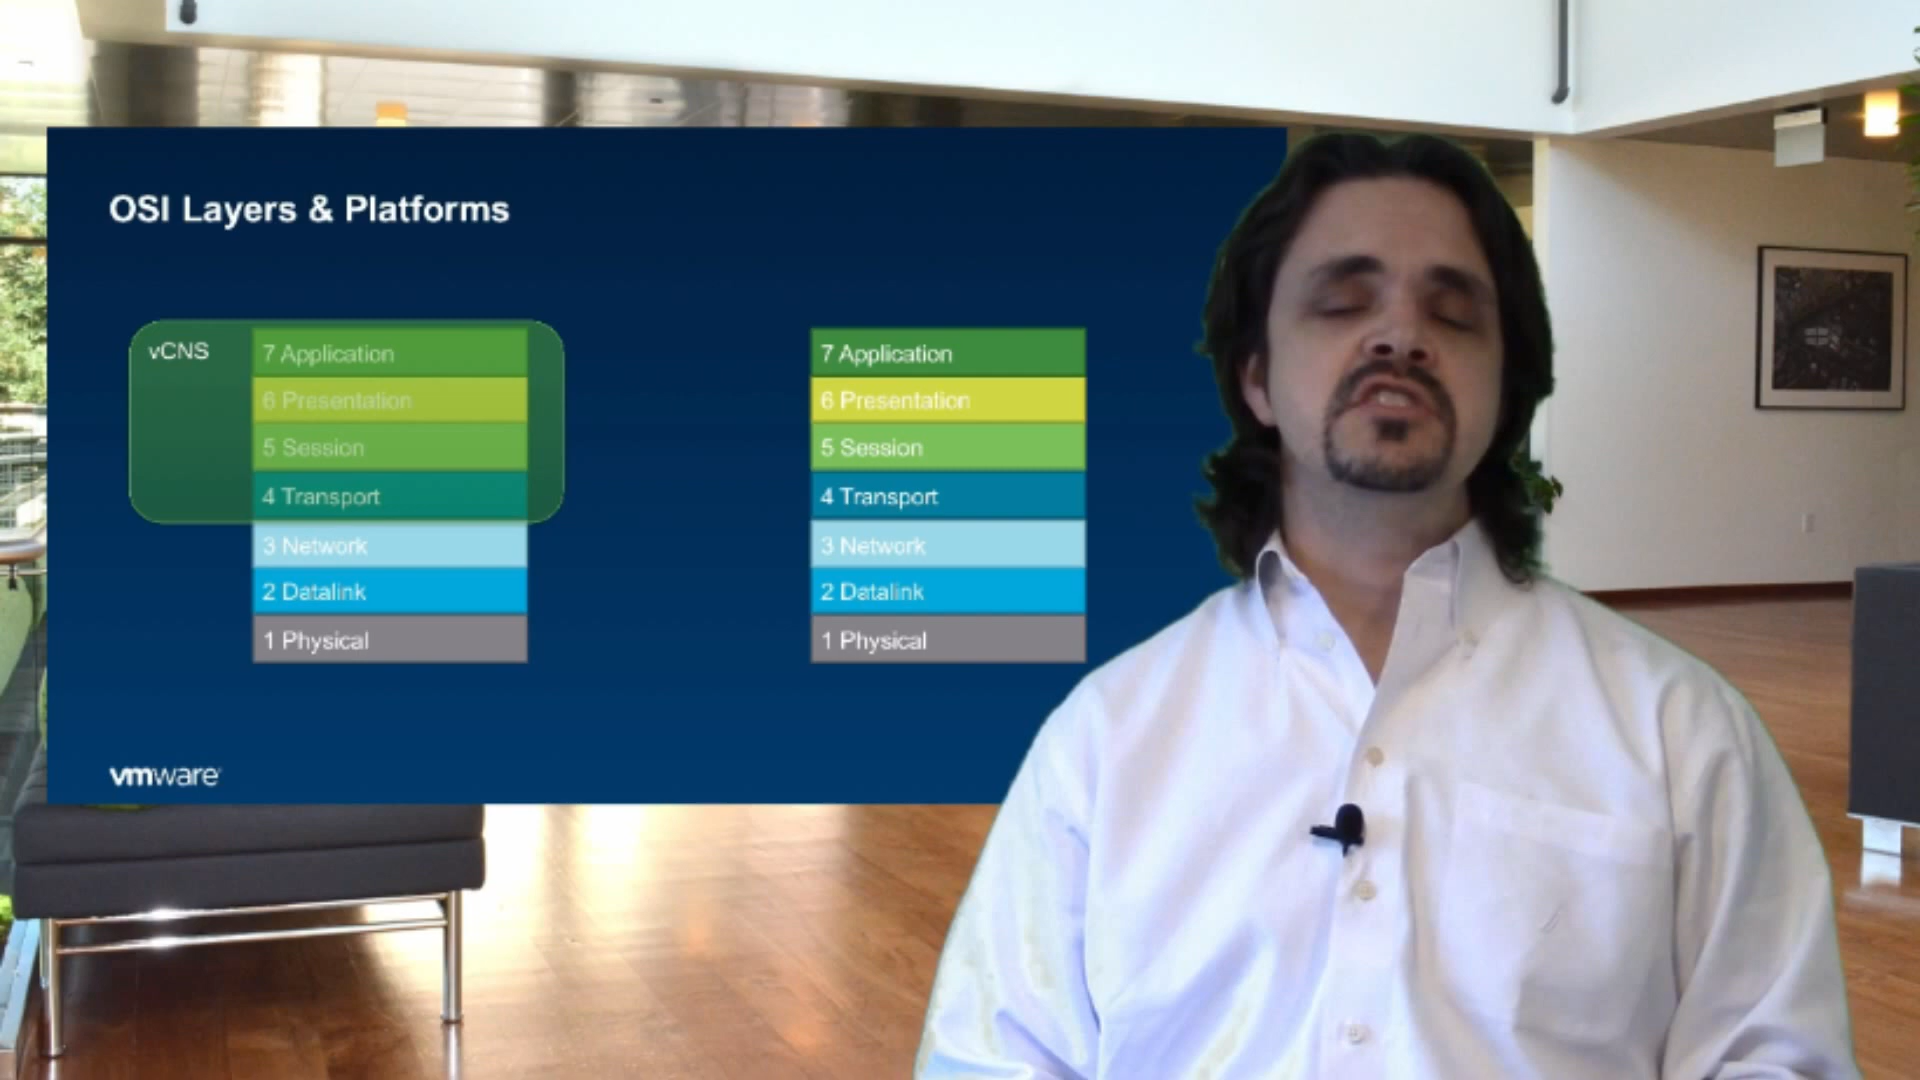 OSI Layers & Platforms
vCNS
7 Application
6 Presentation
5 Session
4 Transport
3 Network
2 Datalink
1 Physical
7 Application
6 Presentation
5 Session
4 Transport
3 Network
2 Datalink
1 Physical
vmware